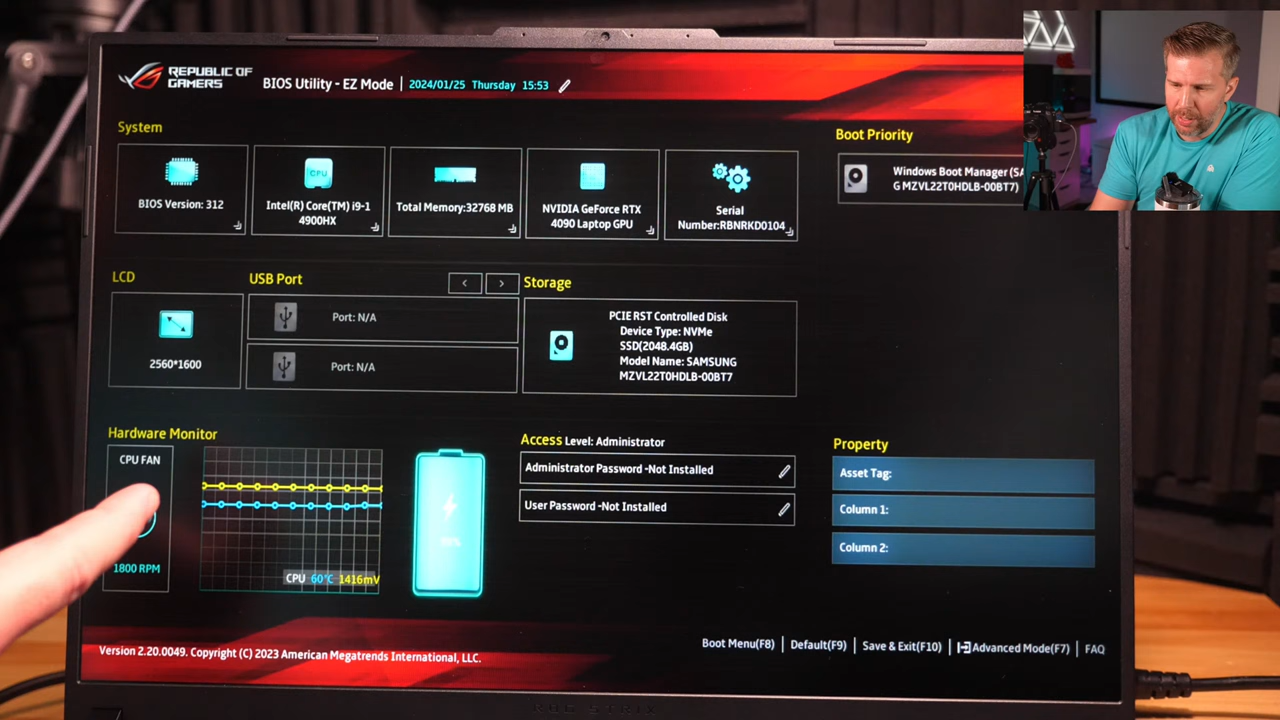 REPUBLIC OF
GAMERS
BIOS Utility - EZ Mode
2024/01/25 Thursday 15:53
System
BIOS Version: 312
Intel(R) Core(TM) i9-1
4900HX
Total Memory:32768 MB
NVIDIA GeForce RTX
4090 Laptop GPU
Serial
Number:RBNRKD0104
Boot Priority
Windows Boot Manager (SA
G MZVL22T0HDLB-00BT7)
LCD
2560*1600
USB Port
< >
Port: N/A
Port: N/A
Storage
PCIE RST Controlled Disk
Device Type: NVMe
SSD(2048.4GB)
Model Name: SAMSUNG
MZVL22T0HDLB-00BT7
Hardware Monitor
CPU FAN
1800 RPM
CPU 60°C 1416mV
Access Level: Administrator
Administrator Password -Not Installed
User Password -Not Installed
Property
Asset Tag:
Column 1:
Column 2:
Boot Menu(F8) | Default(F9) | Save & Exit(F10) | Advanced Mode(F7) | FAQ
Version 2.20.0049. Copyright (C) 2023 American Megatrends International, LLC.
ROG STRIX